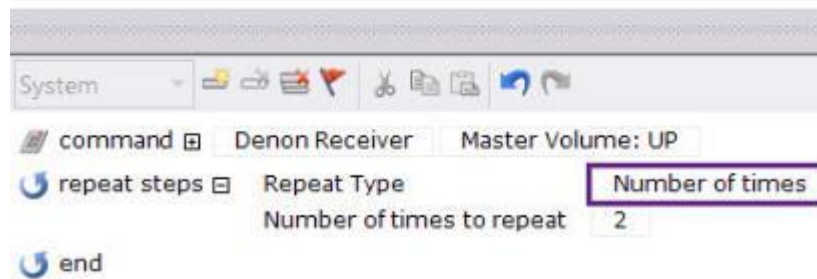 System
command Denon Receiver Master Volume: UP
repeat steps Repeat Type Number of times
Number of times to repeat 2
end